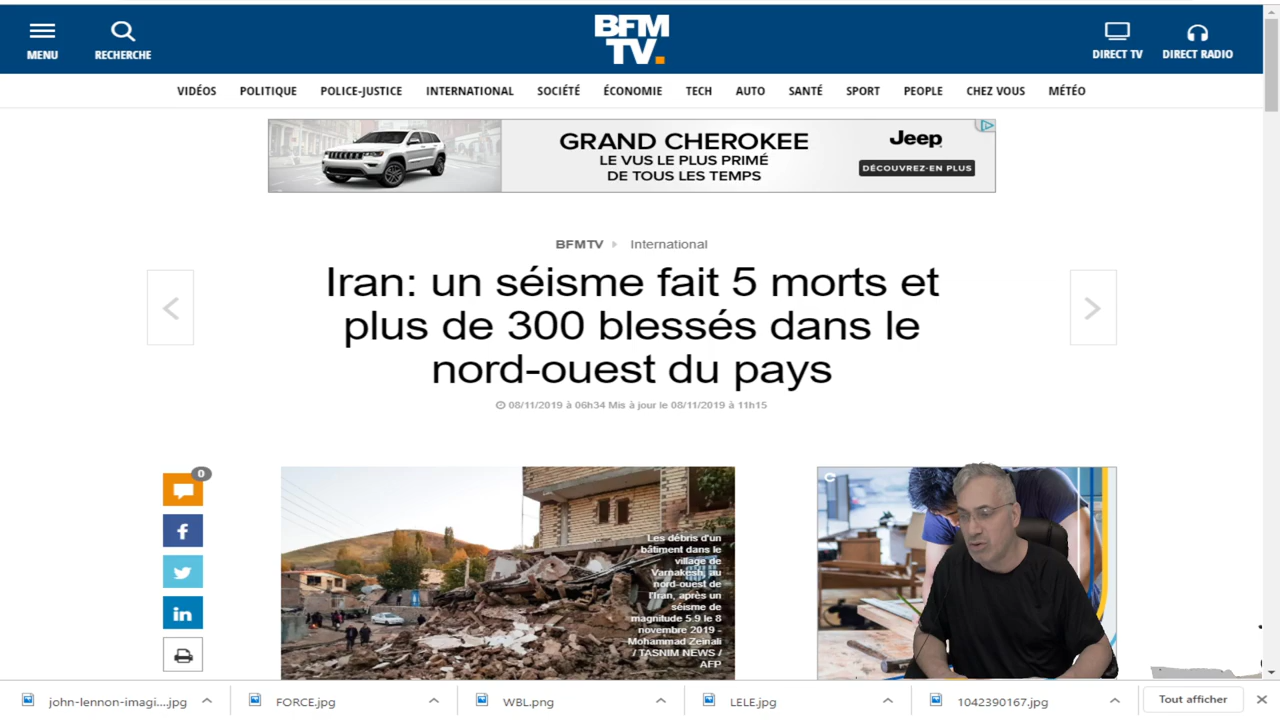 BFM
TV.
MENU
RECHERCHE
DIRECT TV
DIRECT RADIO
VIDÉOS POLITIQUE POLICE-JUSTICE INTERNATIONAL SOCIÉTÉ ÉCONOMIE TECH AUTO SANTÉ SPORT PEOPLE CHEZ VOUS MÉTÉO
GRAND CHEROKEE
LE VUS LE PLUS PRIMÉ
DE TOUS LES TEMPS
Jeep
DÉCOUVREZ-EN PLUS
BFMTV International
Iran: un séisme fait 5 morts et
plus de 300 blessés dans le
nord-ouest du pays
08/11/2019 à 06h34 Mis à jour le 08/11/2019 à 11h15
0
Les débris d'un
bâtiment dans le
village de
Varnakesh, au
nord-ouest de
l'Iran, après un
séisme de
magnitude 5.9 le 8
novembre 2019 -
Mohammad Zeinali
/ TASNIM NEWS /
AFP
john-lennon-imagi....jpg
FORCE.jpg
WBL.png
LELE.jpg
1042390167.jpg
Tout afficher